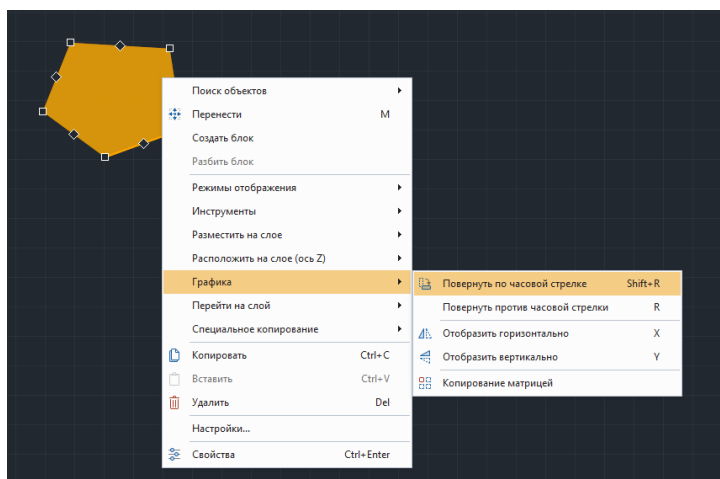 Поиск объектов
Перенести M
Создать блок
Разбить блок
Режимы отображения
Инструменты
Разместить на слое
Расположить на слое (ось Z)
Графика
Перейти на слой
Специальное копирование
Копировать Ctrl+C
Вставить Ctrl+V
Удалить Del
Настройки...
Свойства Ctrl+Enter
Повернуть по часовой стрелке Shift+R
Повернуть против часовой стрелки R
Отобразить горизонтально X
Отобразить вертикально Y
Копирование матрицей